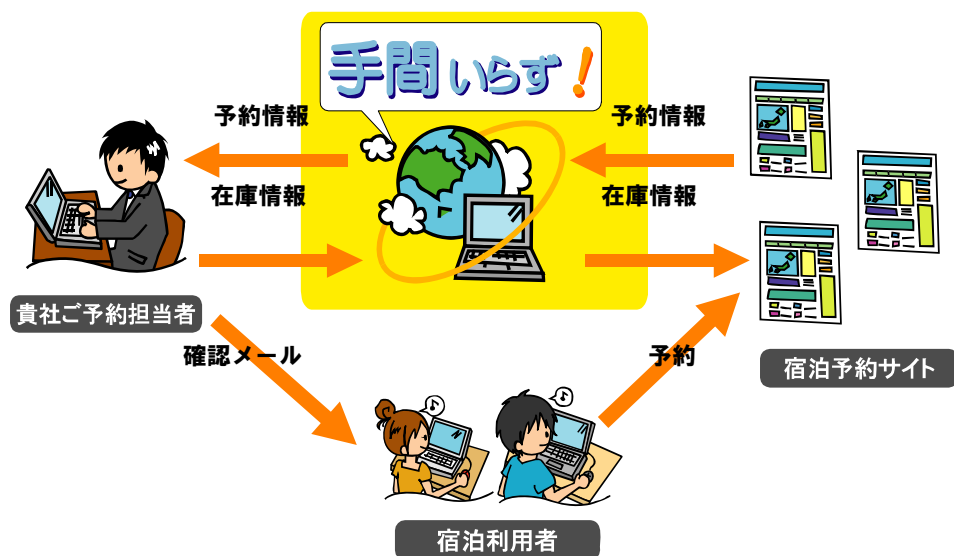 手間いらず!
予約情報
予約情報
在庫情報
在庫情報
貴社ご予約担当者
確認メール
予約
宿泊予約サイト
宿泊利用者